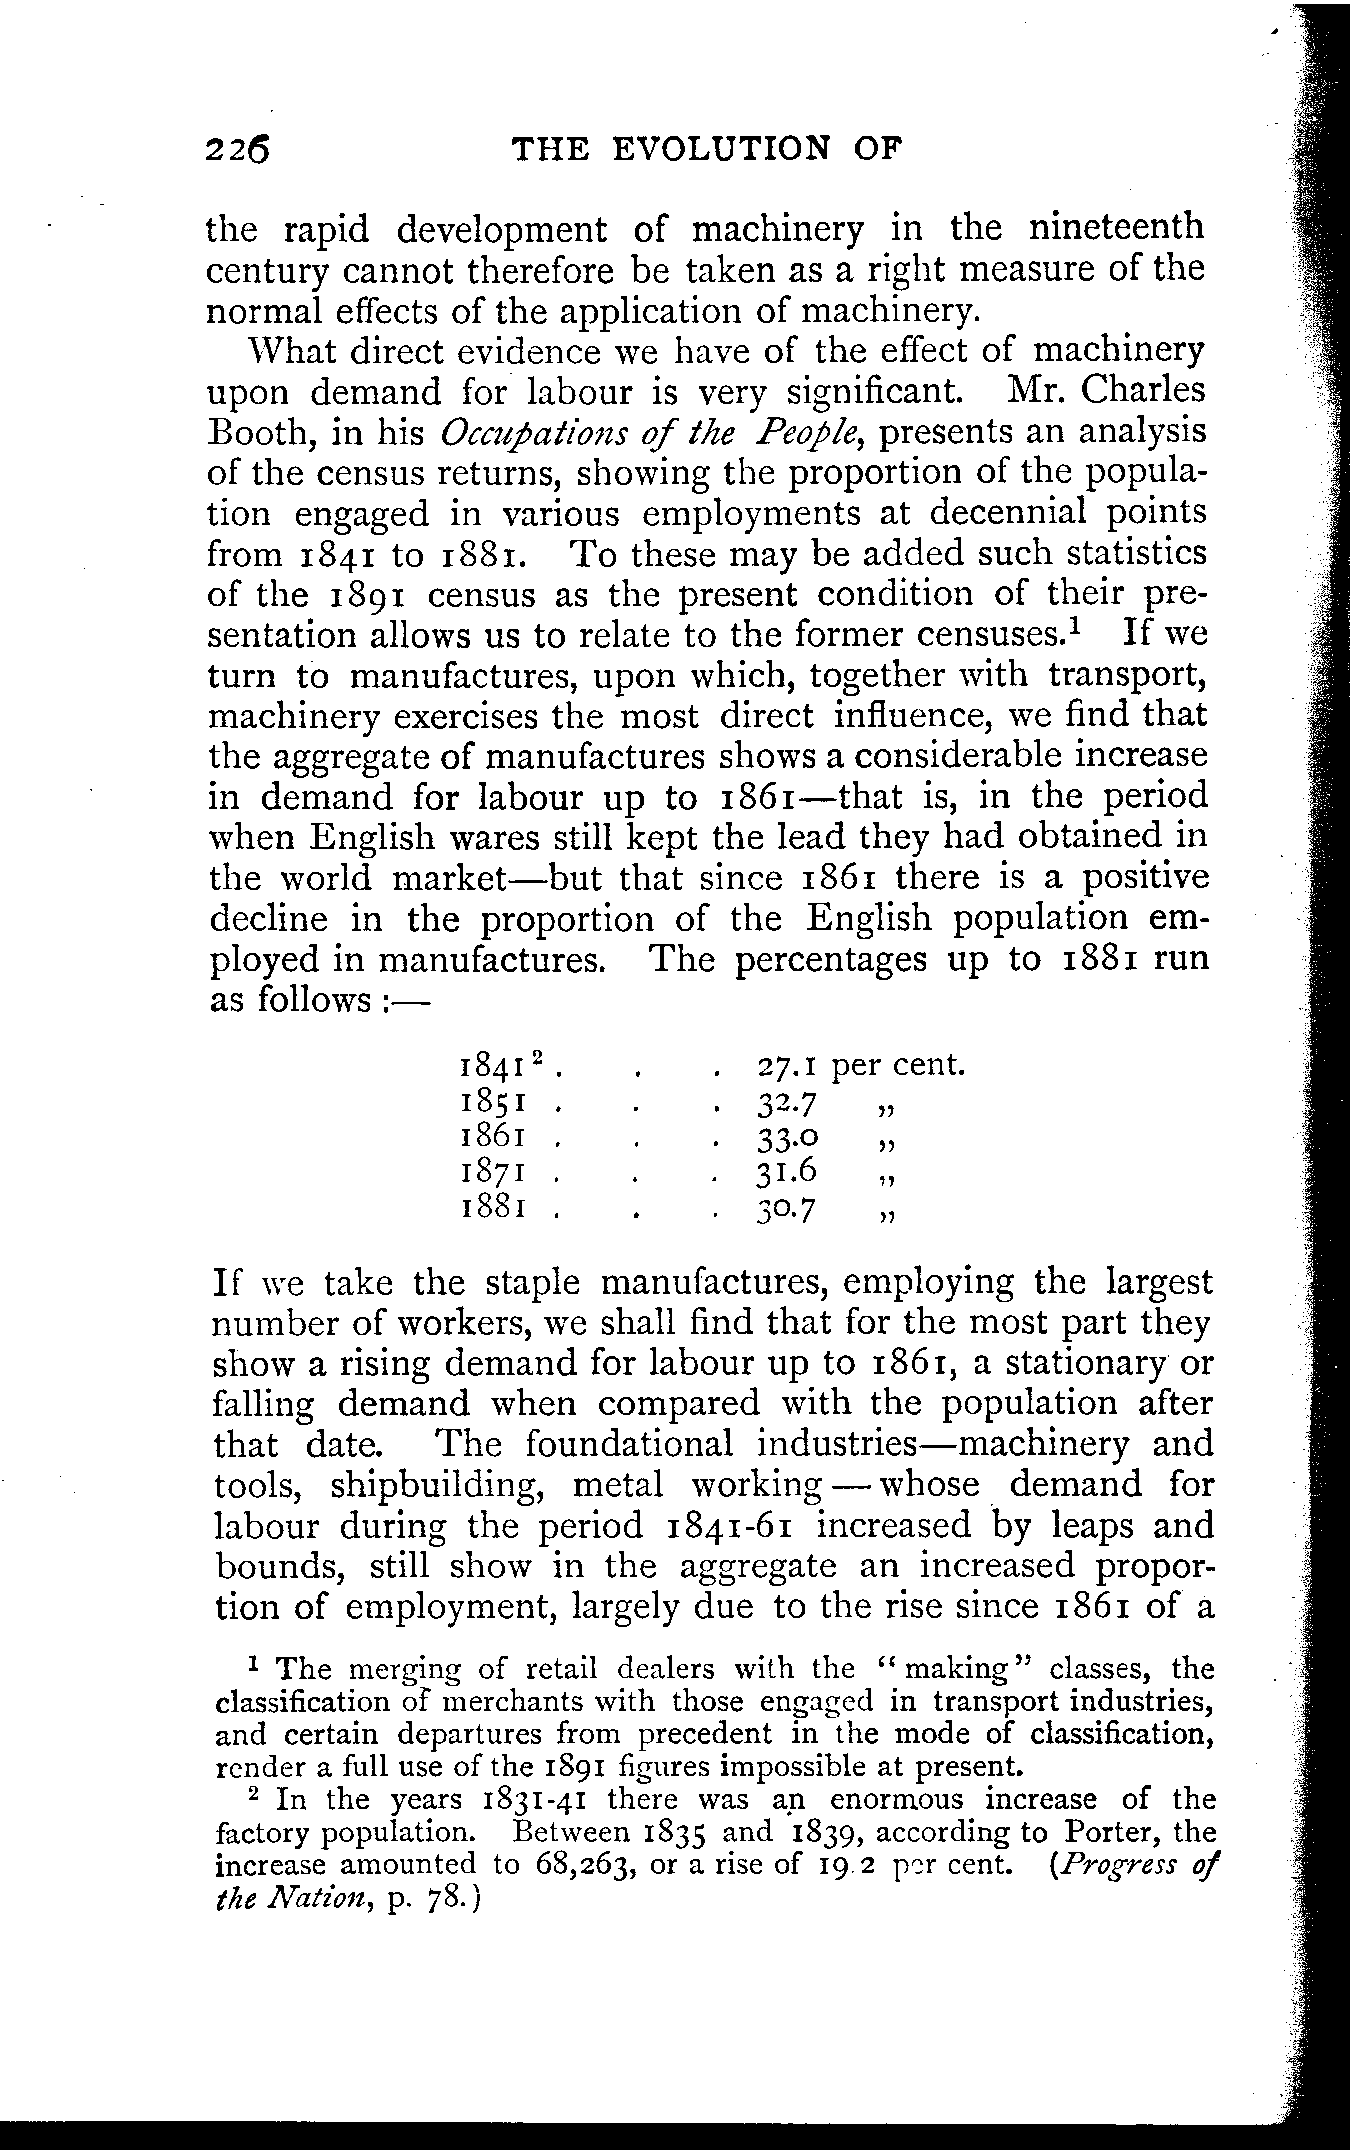 226 THE EVOLUTION OF
the rapid development of machinery in the nineteenth
century cannot therefore be taken as a right measure of the
normal effects of the application of machinery.
What direct evidence we have of the effect of machinery
upon demand for labour is very significant. Mr. Charles
Booth, in his Occupations of the People, presents an analysis
of the census returns, showing the proportion of the popula-
tion engaged in various employments at decennial points
from 1841 to 1881. To these may be added such statistics
of the 1891 census as the present condition of their pre-
sentation allows us to relate to the former censuses.¹ If we
turn to manufactures, upon which, together with transport,
machinery exercises the most direct influence, we find that
the aggregate of manufactures shows a considerable increase
in demand for labour up to 1861—that is, in the period
when English wares still kept the lead they had obtained in
the world market—but that since 1861 there is a positive
decline in the proportion of the English population em-
ployed in manufactures. The percentages up to 1881 run
as follows :—
1841 ² . . . 27.1 per cent.
1851 . . . 32.7 „
1861 . . . 33.0 „
1871 . . . 31.6 „
1881 . . . 30.7 „
If we take the staple manufactures, employing the largest
number of workers, we shall find that for the most part they
show a rising demand for labour up to 1861, a stationary or
falling demand when compared with the population after
that date. The foundational industries—machinery and
tools, shipbuilding, metal working — whose demand for
labour during the period 1841-61 increased by leaps and
bounds, still show in the aggregate an increased propor-
tion of employment, largely due to the rise since 1861 of a
¹ The merging of retail dealers with the "making" classes, the
classification of merchants with those engaged in transport industries,
and certain departures from precedent in the mode of classification,
render a full use of the 1891 figures impossible at present.
² In the years 1831-41 there was an enormous increase of the
factory population. Between 1835 and 1839, according to Porter, the
increase amounted to 68,263, or a rise of 19.2 per cent. (Progress of
the Nation, p. 78.)